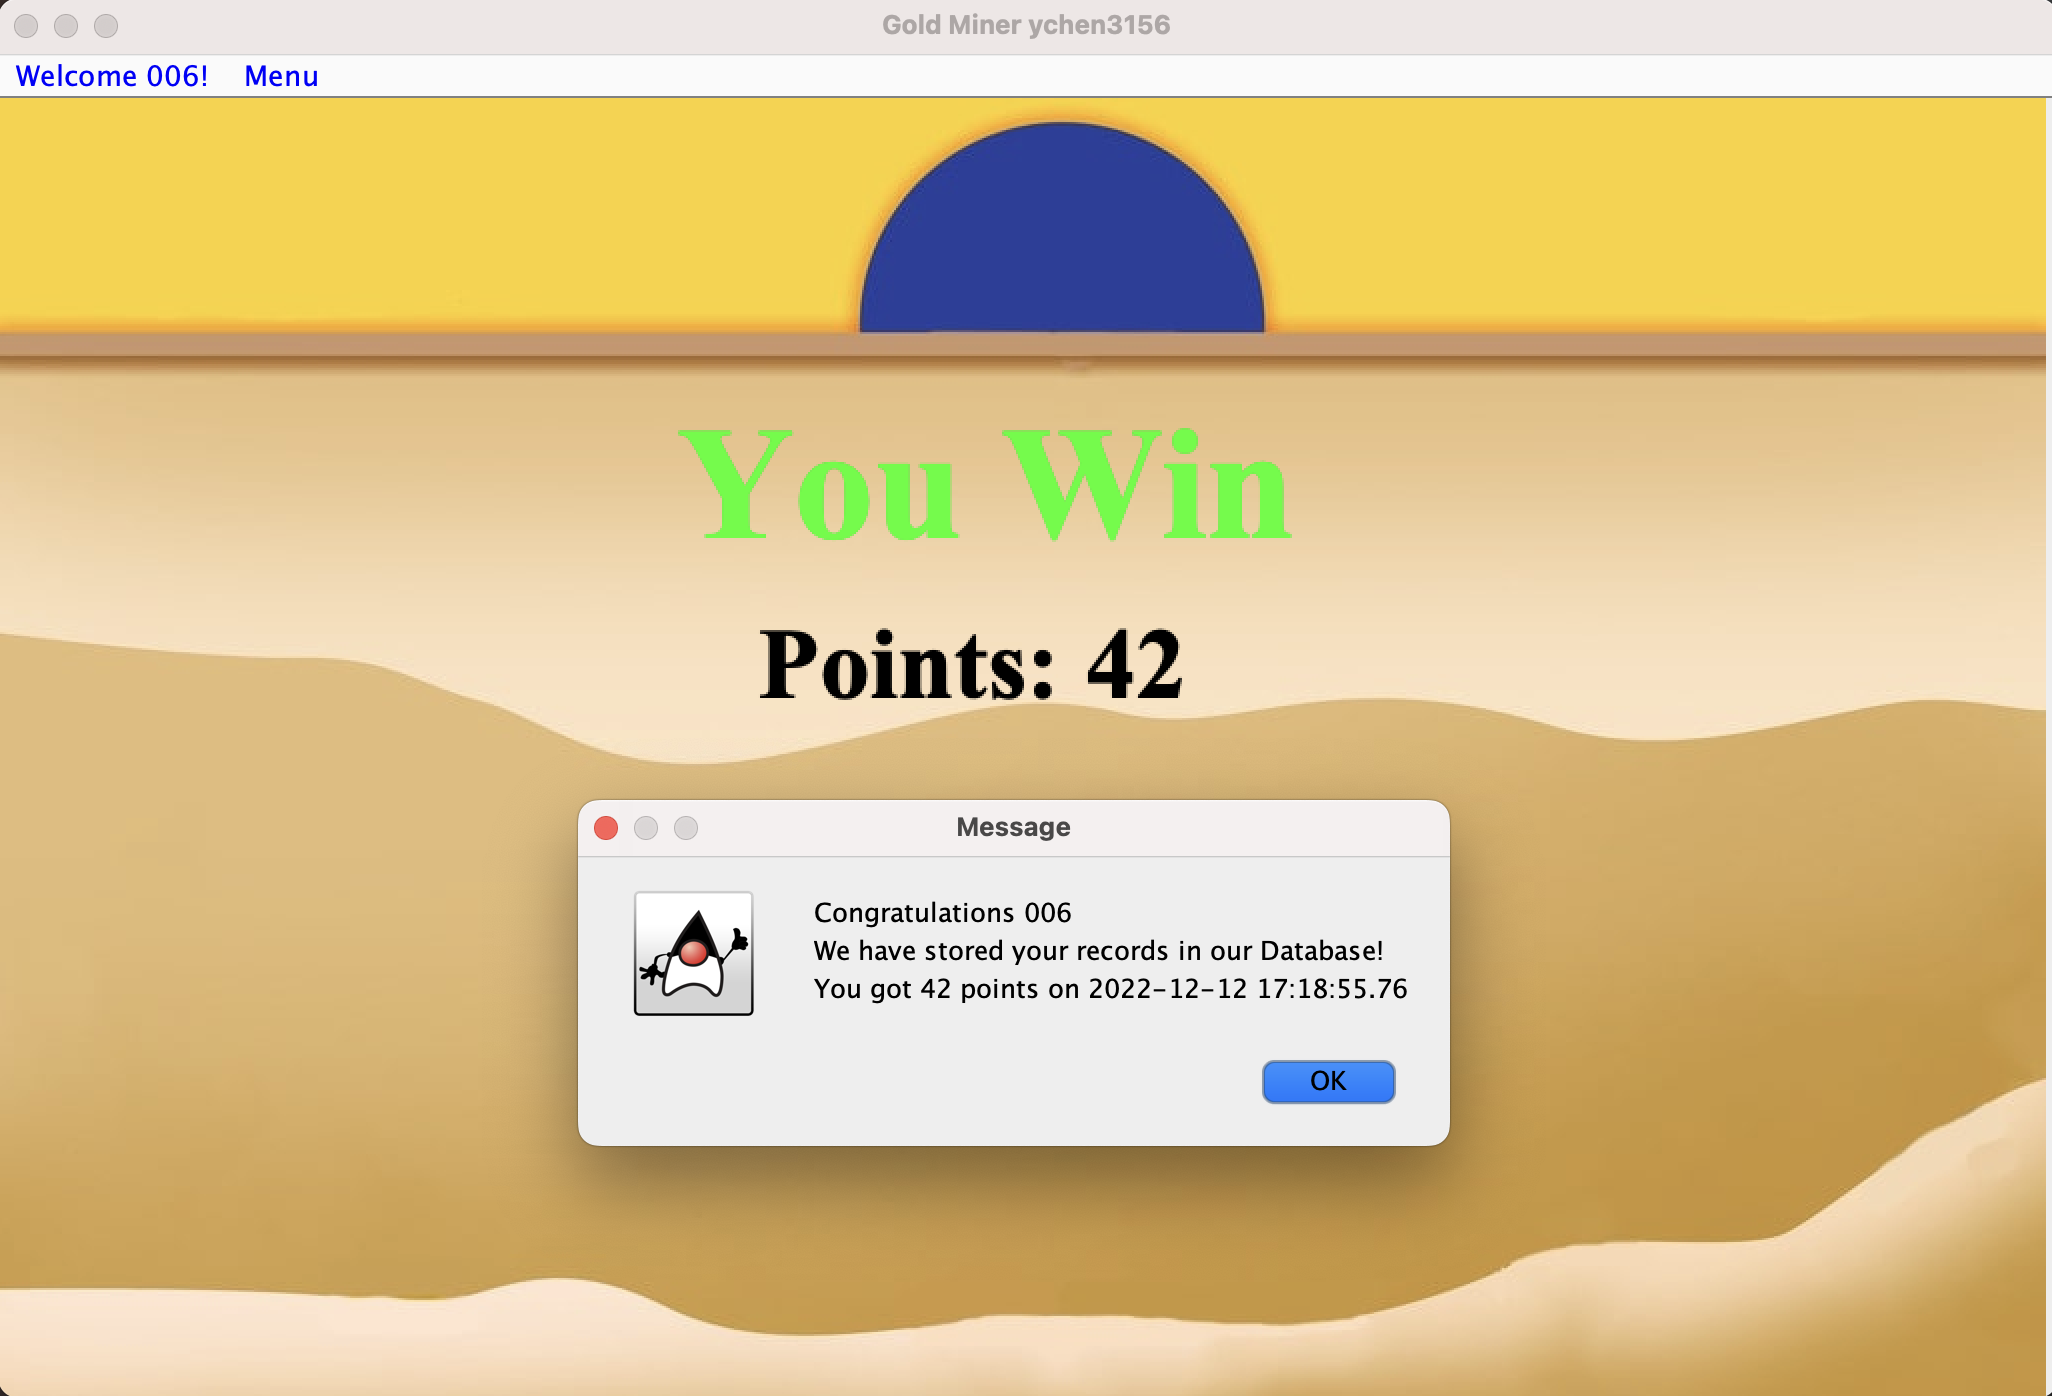 Gold Miner ychen3156
Welcome 006! Menu
You Win
Points: 42
Message
Congratulations 006
We have stored your records in our Database!
You got 42 points on 2022-12-12 17:18:55.76
OK